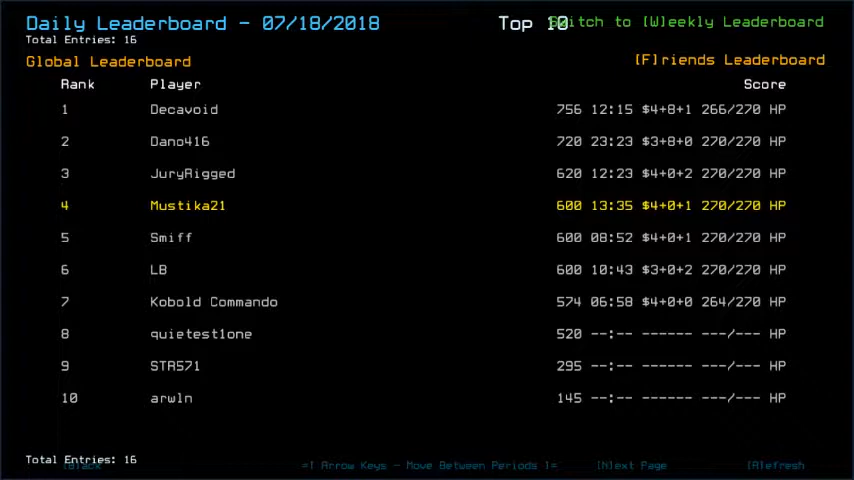 Daily Leaderboard - 07/18/2018 Top 10 Switch to [W]eekly Leaderboard
Total Entries: 16
Global Leaderboard [F]riends Leaderboard
Rank Player Score
1 Decavoid 756 12:15 $4+8+1 266/270 HP
2 Dano416 720 23:23 $3+8+0 270/270 HP
3 JuryRigged 620 12:23 $4+0+2 270/270 HP
4 Mustika21 600 13:35 $4+0+1 270/270 HP
5 Smiff 600 08:52 $4+0+1 270/270 HP
6 LB 600 10:43 $3+0+2 270/270 HP
7 Kobold Commando 574 06:58 $4+0+0 264/270 HP
8 quietest1one 520 --:-- ------ ---/--- HP
9 STR571 295 --:-- ------ ---/--- HP
10 arwln 145 --:-- ------ ---/--- HP
Total Entries: 16
[B]ack =[ Arrow Keys - Move Between Periods ]= [N]ext Page [R]efresh